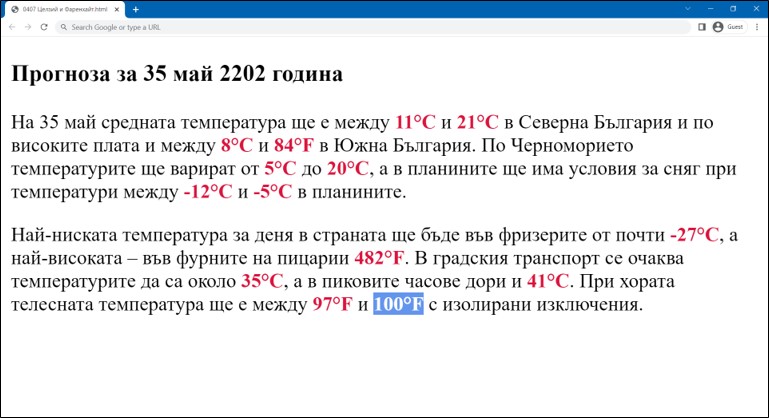 0407 Целзий и Фаренхайт.html
Search Google or type a URL
Guest
Прогноза за 35 май 2202 година
На 35 май средната температура ще е между 11°C и 21°C в Северна България и по
високите плата и между 8°C и 84°F в Южна България. По Черноморието
температурите ще варират от 5°C до 20°C, а в планините ще има условия за сняг при
температури между -12°C и -5°C в планините.
Най-ниската температура за деня в страната ще бъде във фризерите от почти -27°C, а
най-високата – във фурните на пицарии 482°F. В градския транспорт се очаква
температурите да са около 35°C, а в пиковите часове дори и 41°C. При хората
телесната температура ще е между 97°F и 100°F с изолирани изключения.